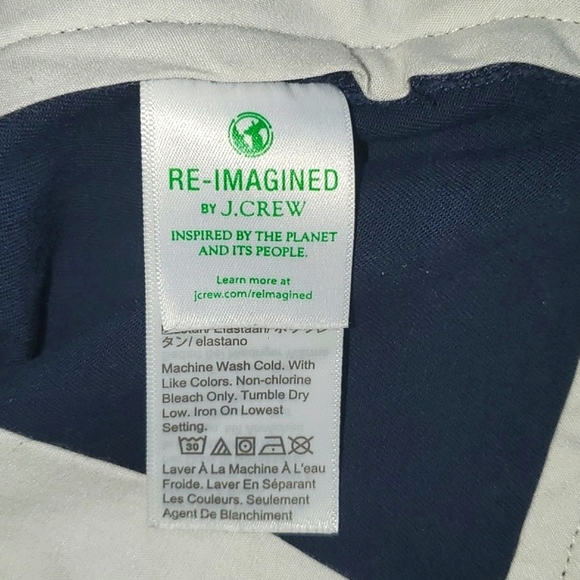 RE-IMAGINED
BY J.CREW
INSPIRED BY THE PLANET
AND ITS PEOPLE.
Learn more at
jcrew.com/reimagined
タン/ elastano
Machine Wash Cold. With
Like Colors. Non-chlorine
Bleach Only. Tumble Dry
Low. Iron On Lowest
Setting.
30
Laver À La Machine À L'eau
Froide. Laver En Séparant
Les Couleurs. Seulement
Agent De Blanchiment